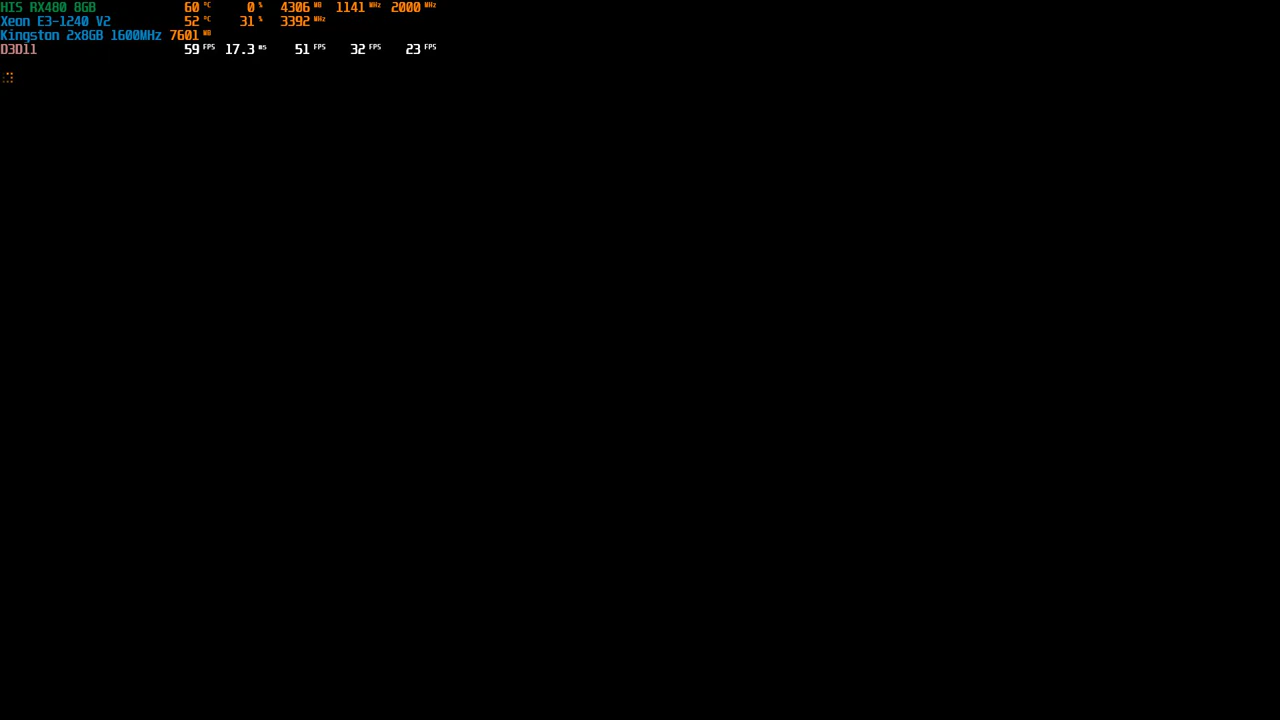 HIS RX480 8GB 60 °C 0 % 4306 MB 1141 MHz 2000 MHz
Xeon E3-1240 V2 52 °C 31 % 3392 MHz
Kingston 2x8GB 1600MHz 7601 MB
D3D11 59 FPS 17.3 ms 51 FPS 32 FPS 23 FPS